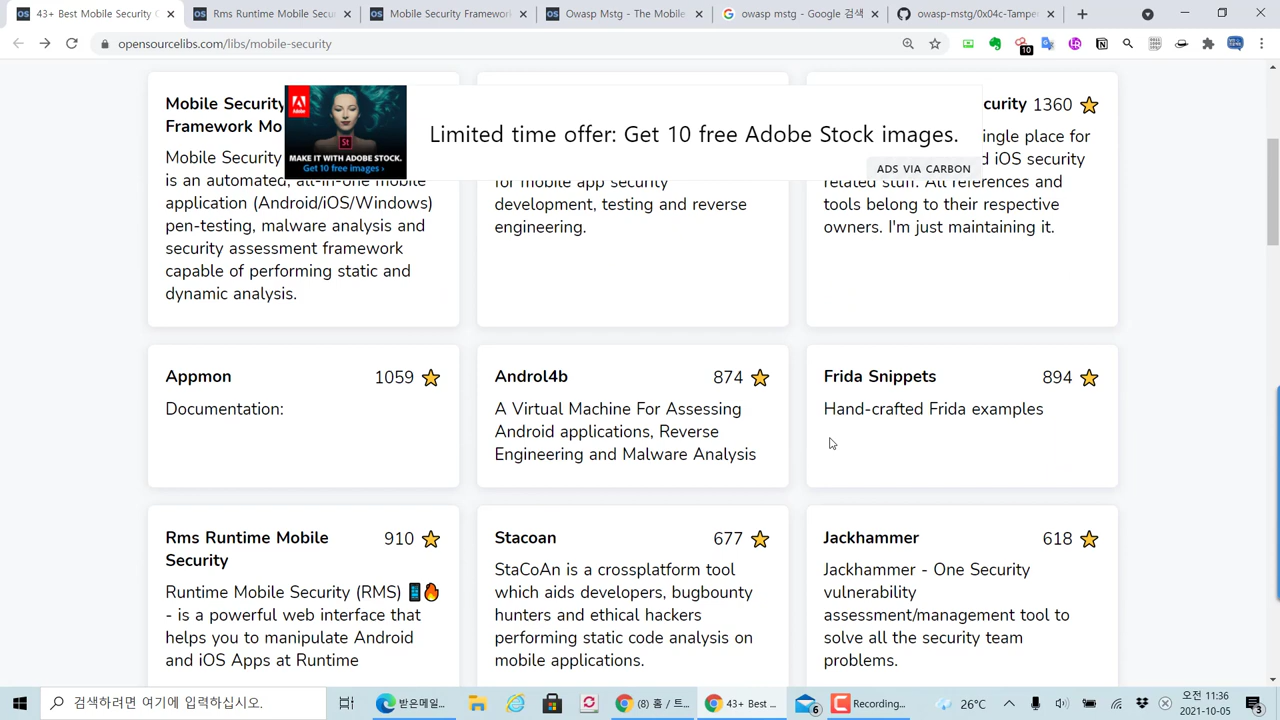 43+ Best Mobile Security O
Rms Runtime Mobile Secur
Mobile Security Framework
Owasp Mstg - The Mobile
owasp mstg - Google 검색
owasp-mstg/0x04c-Tamper
opensourcelibs.com/libs/mobile-security
10
Mobile Security
Framework Mo
Mobile Security
is an automated, all-in-one mobile
application (Android/iOS/Windows)
pen-testing, malware analysis and
security assessment framework
capable of performing static and
dynamic analysis.
MAKE IT WITH ADOBE STOCK.
Get 10 free images ›
St
Adobe
Limited time offer: Get 10 free Adobe Stock images.
ADS VIA CARBON
for mobile app security
development, testing and reverse
engineering.
curity 1360
ingle place for
d iOS security
related stuff. All references and
tools belong to their respective
owners. I'm just maintaining it.
Appmon 1059
Documentation:
Androl4b 874
A Virtual Machine For Assessing
Android applications, Reverse
Engineering and Malware Analysis
Frida Snippets 894
Hand-crafted Frida examples
Rms Runtime Mobile 910
Security
Runtime Mobile Security (RMS) 📱🔥
- is a powerful web interface that
helps you to manipulate Android
and iOS Apps at Runtime
Stacoan 677
StaCoAn is a crossplatform tool
which aids developers, bugbounty
hunters and ethical hackers
performing static code analysis on
mobile applications.
Jackhammer 618
Jackhammer - One Security
vulnerability
assessment/management tool to
solve all the security team
problems.
검색하려면 여기에 입력하십시오.
받은메일...
(8) 홈 / 트...
43+ Best ...
6
Recording...
26°C
오전 11:36
2021-10-05
3